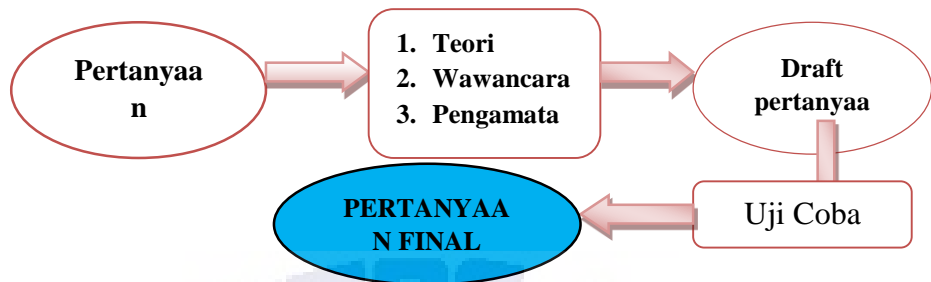 Pertanyaa
n
1. Teori
2. Wawancara
3. Pengamata
Draft
pertanyaa
Uji Coba
PERTANYAA
N FINAL